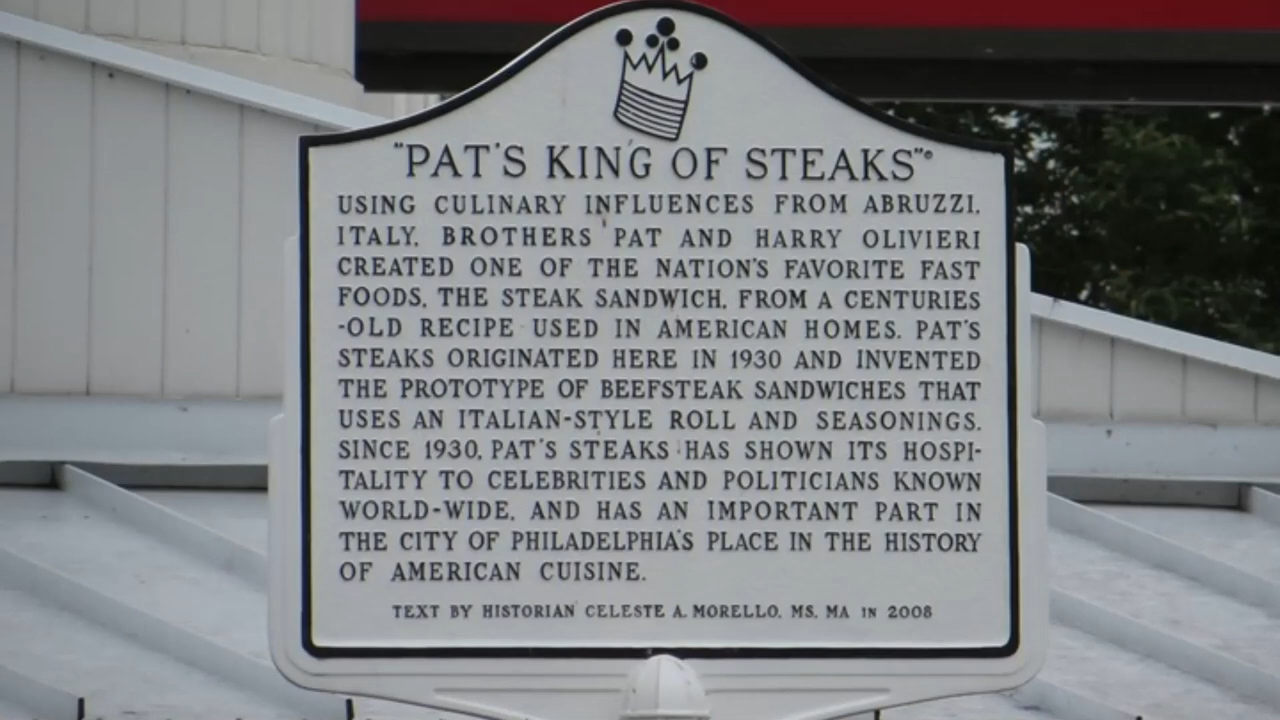 "PAT'S KING OF STEAKS"®
USING CULINARY INFLUENCES FROM ABRUZZI,
ITALY, BROTHERS PAT AND HARRY OLIVIERI
CREATED ONE OF THE NATION'S FAVORITE FAST
FOODS, THE STEAK SANDWICH, FROM A CENTURIES
-OLD RECIPE USED IN AMERICAN HOMES. PAT'S
STEAKS ORIGINATED HERE IN 1930 AND INVENTED
THE PROTOTYPE OF BEEFSTEAK SANDWICHES THAT
USES AN ITALIAN-STYLE ROLL AND SEASONINGS.
SINCE 1930, PAT'S STEAKS HAS SHOWN ITS HOSPI-
TALITY TO CELEBRITIES AND POLITICIANS KNOWN
WORLD-WIDE, AND HAS AN IMPORTANT PART IN
THE CITY OF PHILADELPHIA'S PLACE IN THE HISTORY
OF AMERICAN CUISINE.
TEXT BY HISTORIAN CELESTE A. MORELLO, MS, MA IN 2008